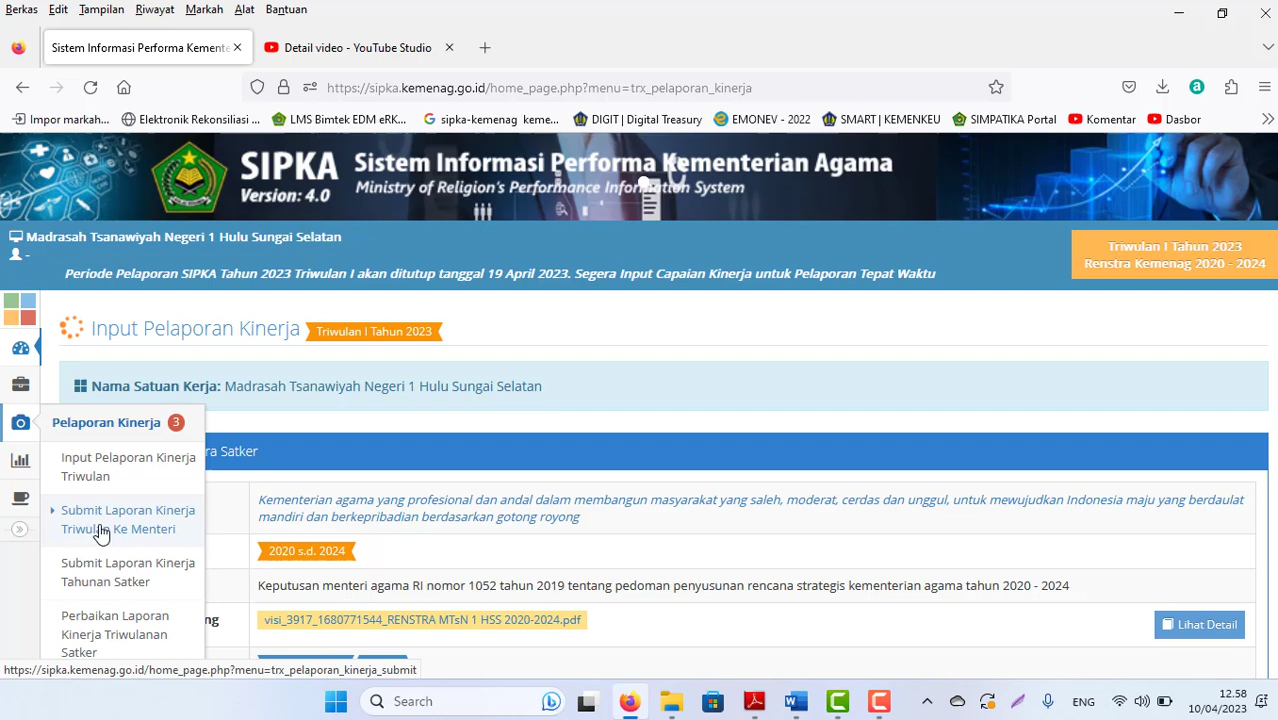 Berkas Edit Tampilan Riwayat Markah Alat Bantuan
Sistem Informasi Performa Kemente
Detail video - YouTube Studio
https://sipka.kemenag.go.id/home_page.php?menu=trx_pelaporan_kinerja
Impor markah... Elektronik Rekonsiliasi ... LMS Bimtek EDM eRK... sipka-kemenag keme... DIGIT | Digital Treasury EMONEV - 2022 SMART | KEMENKEU SIMPATIKA Portal Komentar Dasbor
SIPKA
Version: 4.0
Sistem Informasi Performa Kementerian Agama
Ministry of Religion's Performance Information System
Madrasah Tsanawiyah Negeri 1 Hulu Sungai Selatan
-
Periode Pelaporan SIPKA Tahun 2023 Triwulan I akan ditutup tanggal 19 April 2023. Segera Input Capaian Kinerja untuk Pelaporan Tepat Waktu
Triwulan I Tahun 2023
Renstra Kemenag 2020 - 2024
Input Pelaporan Kinerja Triwulan I Tahun 2023
Nama Satuan Kerja: Madrasah Tsanawiyah Negeri 1 Hulu Sungai Selatan
Pelaporan Kinerja 3
Input Pelaporan Kinerja
Triwulan
Submit Laporan Kinerja
Triwulan Ke Menteri
Submit Laporan Kinerja
Tahunan Satker
Perbaikan Laporan
Kinerja Triwulanan
Satker
ra Satker
Kementerian agama yang profesional dan andal dalam membangun masyarakat yang saleh, moderat, cerdas dan unggul, untuk mewujudkan Indonesia maju yang berdaulat
mandiri dan berkepribadian berdasarkan gotong royong
2020 s.d. 2024
Keputusan menteri agama RI nomor 1052 tahun 2019 tentang pedoman penyusunan rencana strategis kementerian agama tahun 2020 - 2024
ng
visi_3917_1680771544_RENSTRA MTsN 1 HSS 2020-2024.pdf
Lihat Detail
https://sipka.kemenag.go.id/home_page.php?menu=trx_pelaporan_kinerja_submit
Search
ENG
12.58
10/04/2023